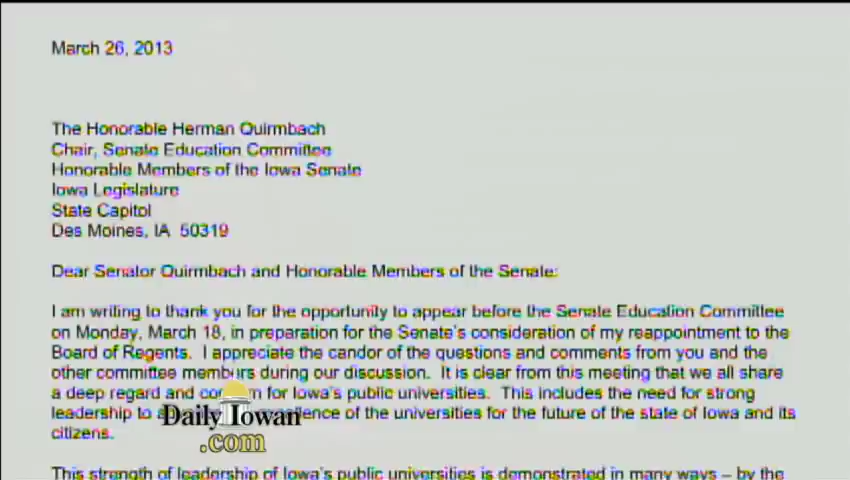 March 26, 2013
The Honorable Herman Quirmbach
Chair, Senate Education Committee
Honorable Members of the Iowa Senate
Iowa Legislature
State Capitol
Des Moines, IA 50319
Dear Senator Quirmbach and Honorable Members of the Senate:
I am writing to thank you for the opportunity to appear before the Senate Education Committee
on Monday, March 18, in preparation for the Senate's consideration of my reappointment to the
Board of Regents. I appreciate the candor of the questions and comments from you and the
other committee members during our discussion. It is clear from this meeting that we all share
a deep regard and for Iowa's public universities. This includes the need for strong
leadership to of the universities for the future of the state of Iowa and its
citizens.
Daily Iowan
.com
This strength of leadership of Iowa's public universities is demonstrated in many ways – by the